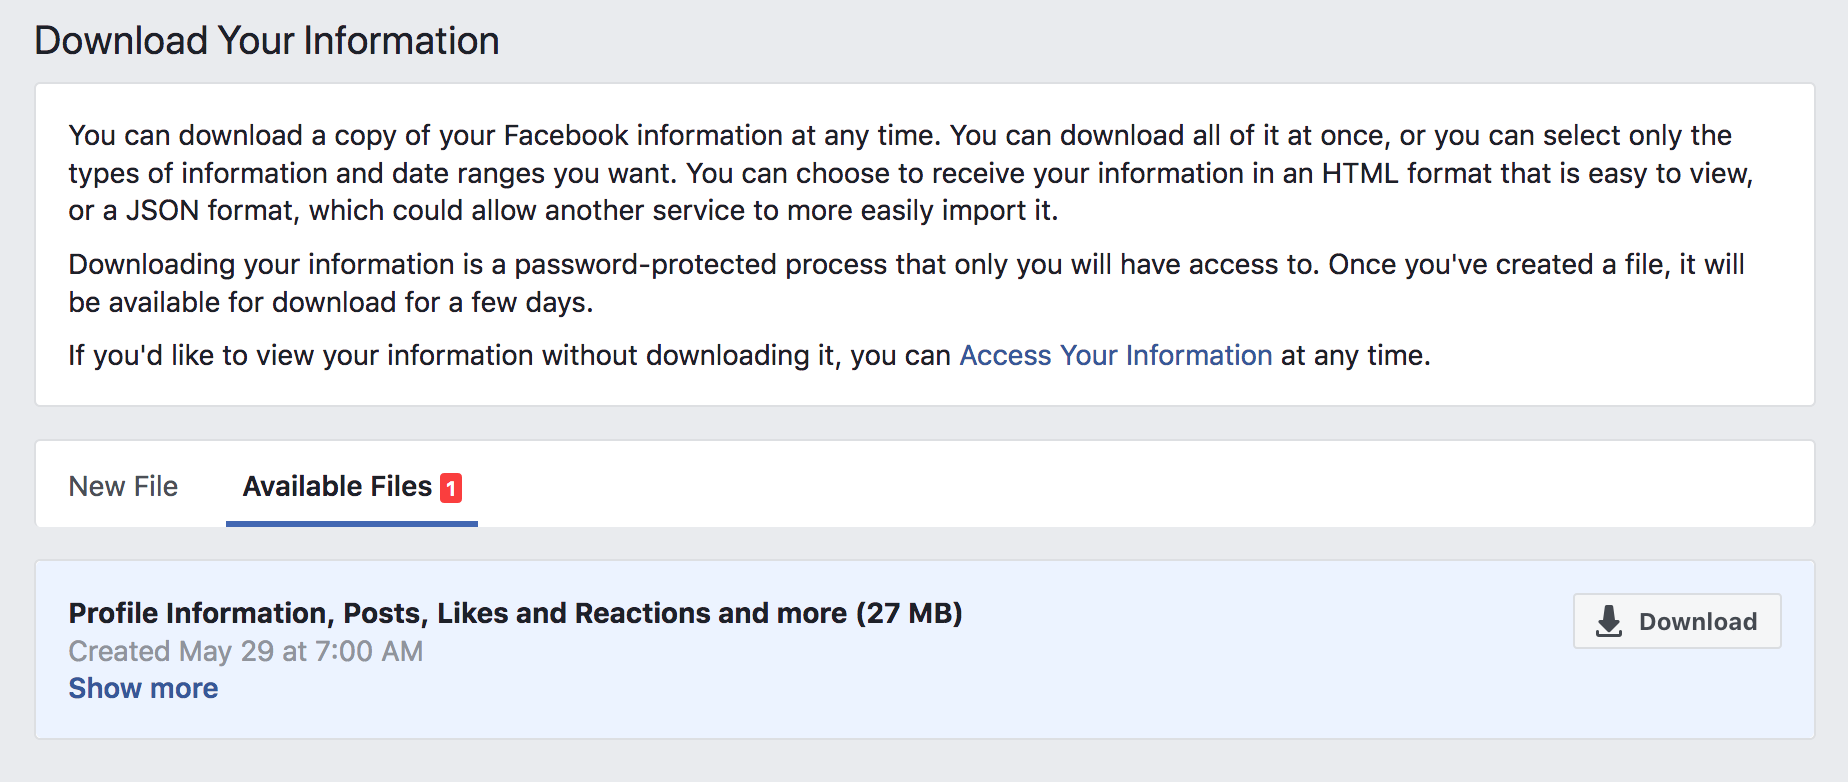 Download Your Information
You can download a copy of your Facebook information at any time. You can download all of it at once, or you can select only the
types of information and date ranges you want. You can choose to receive your information in an HTML format that is easy to view,
or a JSON format, which could allow another service to more easily import it.
Downloading your information is a password-protected process that only you will have access to. Once you've created a file, it will
be available for download for a few days.
If you'd like to view your information without downloading it, you can Access Your Information at any time.
New File Available Files 1
Profile Information, Posts, Likes and Reactions and more (27 MB)
Download
Created May 29 at 7:00 AM
Show more